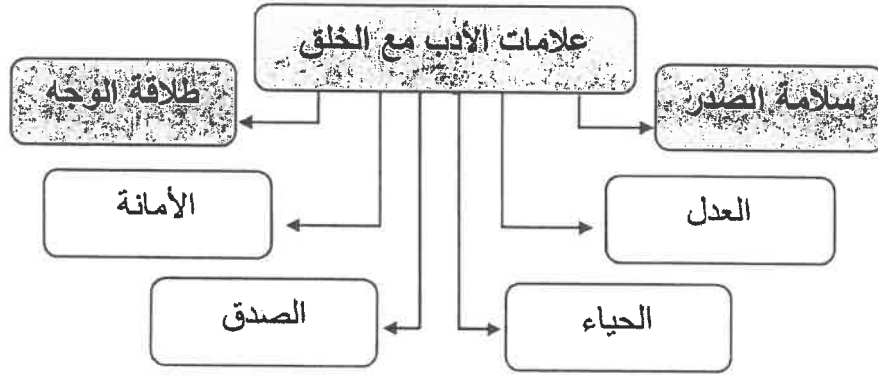 علامات الأدب مع الخلق
سلامة الصدر
طلاقة الوجه
العدل
الأمانة
الحياء
الصدق